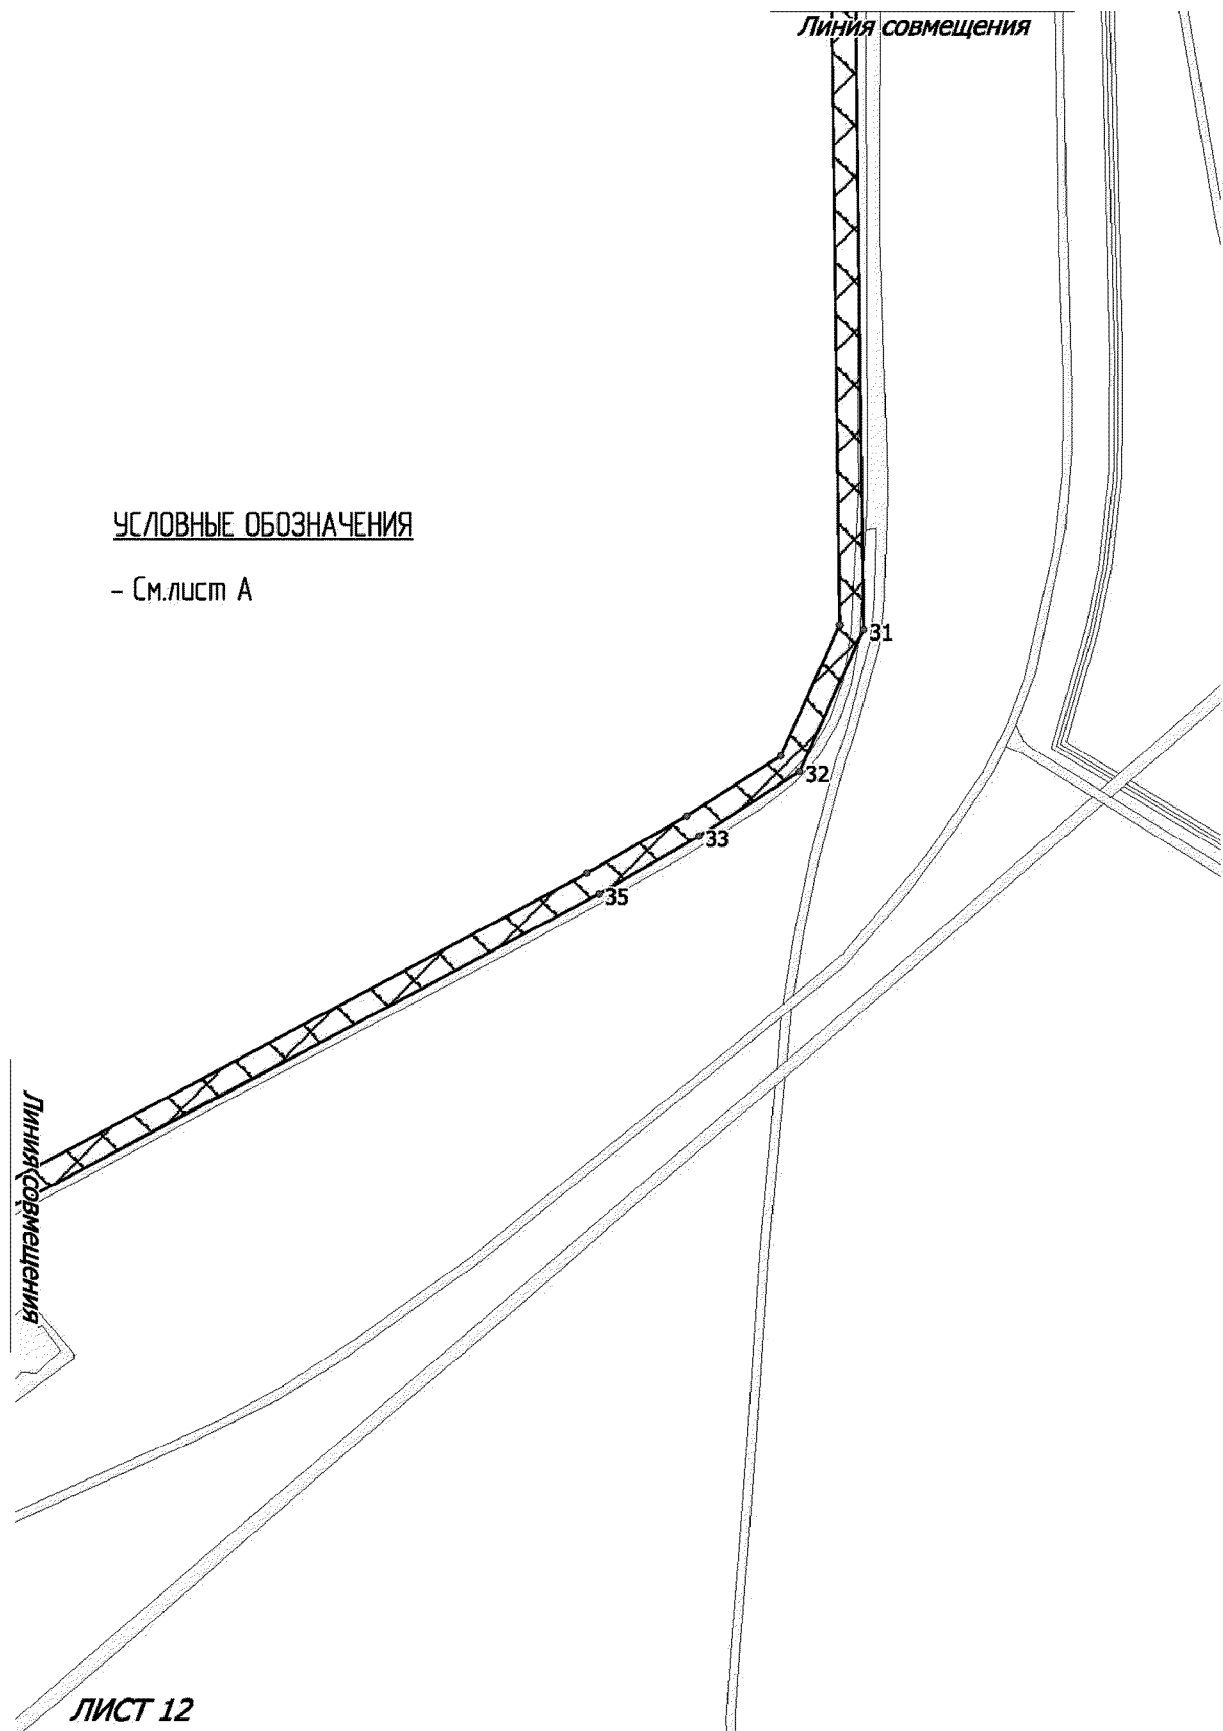 Линия совмещения
УСЛОВНЫЕ ОБОЗНАЧЕНИЯ
- См.лист А
31
32
33
35
Линия совмещения
ЛИСТ 12